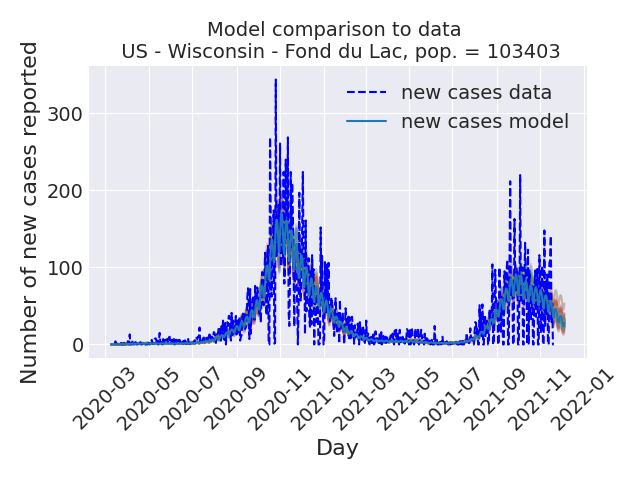 Model comparison to data
US - Wisconsin - Fond du Lac, pop. = 103403
Number of new cases reported
300
200
100
0
new cases data
new cases model
2020-03
2020-05
2020-07
2020-09
2020-11
2021-01
2021-03
2021-05
2021-07
2021-09
2021-11
2022-01
Day